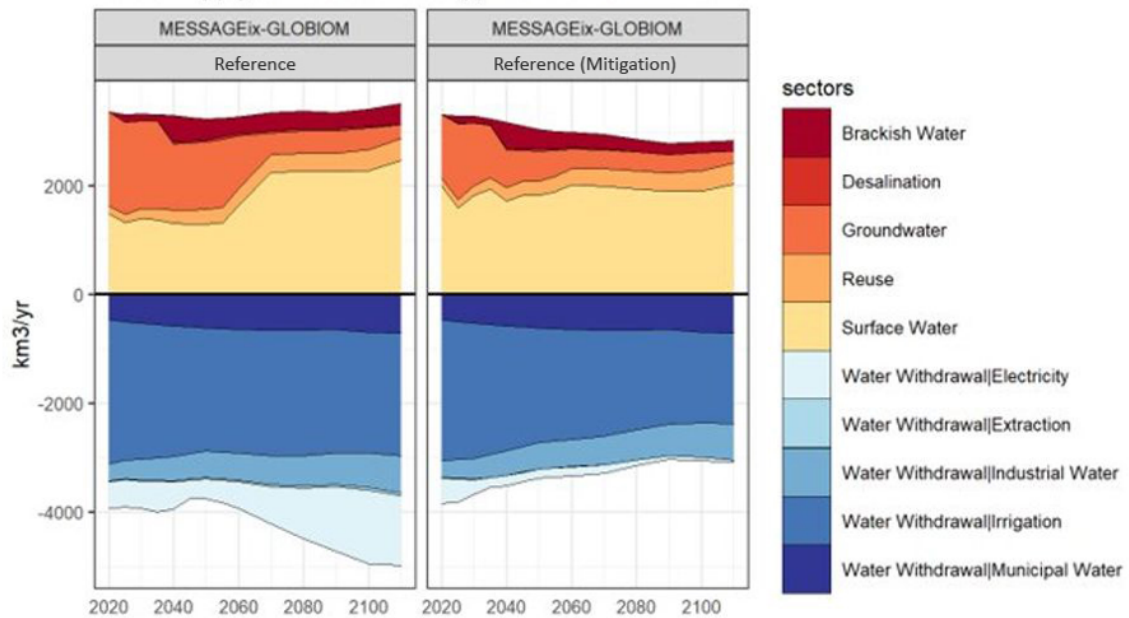 MESSAGEix-GLOBIOM
MESSAGEix-GLOBIOM
Reference
Reference (Mitigation)
km3/yr
2000
0
-2000
-4000
2020 2040 2060 2080 2100
2020 2040 2060 2080 2100
sectors
Brackish Water
Desalination
Groundwater
Reuse
Surface Water
Water Withdrawal|Electricity
Water Withdrawal|Extraction
Water Withdrawal|Industrial Water
Water Withdrawal|Irrigation
Water Withdrawal|Municipal Water